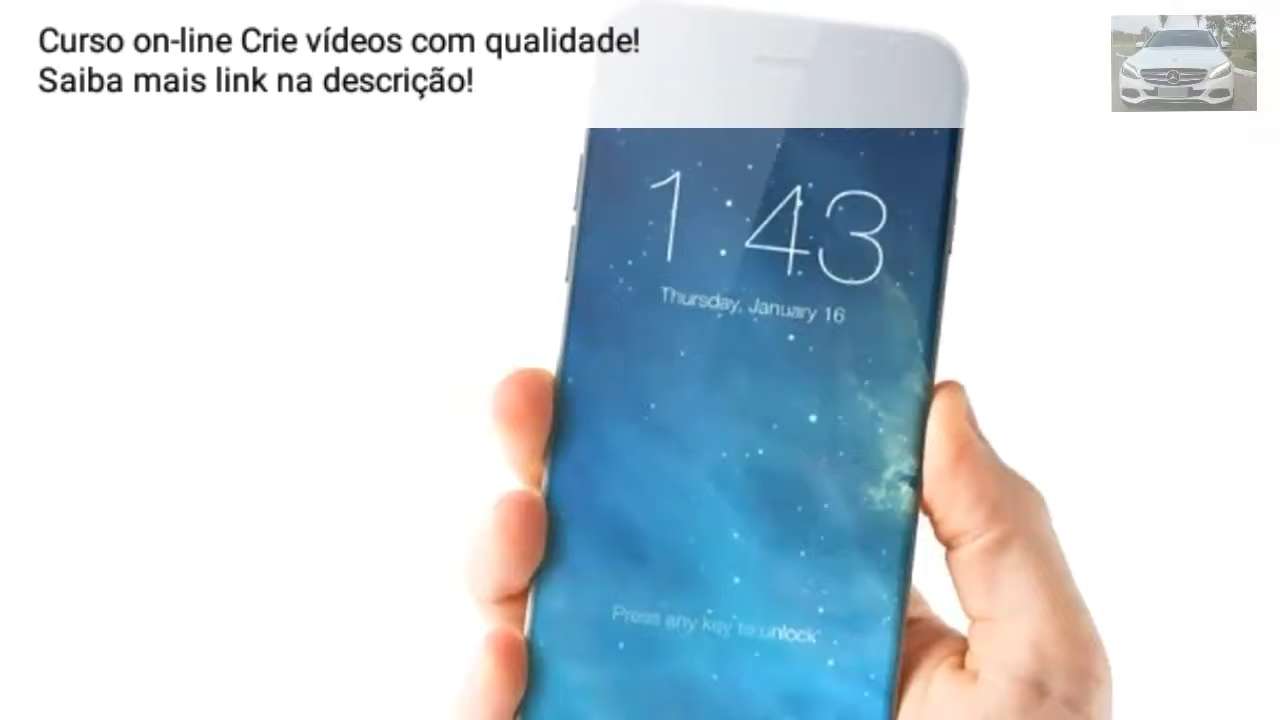 Curso on-line Crie vídeos com qualidade!
Saiba mais link na descrição!
1:43
Thursday, January 16
Press any key to unlock